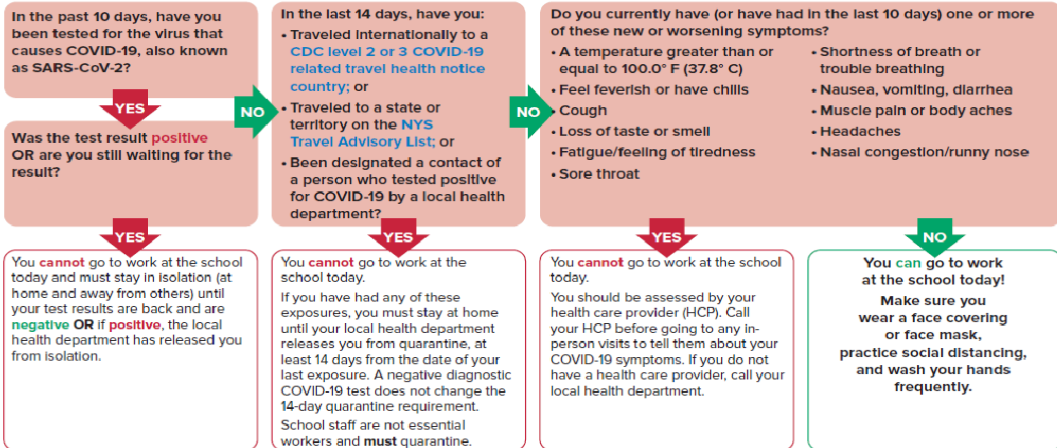 In the past 10 days, have you
been tested for the virus that
causes COVID-19, also known
as SARS-CoV-2?
YES
NO
Was the test result positive
OR are you still waiting for the
result?
YES
You cannot go to work at the school
today and must stay in isolation (at
home and away from others) until
your test results are back and are
negative OR if positive, the local
health department has released you
from isolation.
In the last 14 days, have you:
• Traveled internationally to a
CDC level 2 or 3 COVID-19
related travel health notice
country; or
• Traveled to a state or
territory on the NYS
Travel Advisory List; or
• Been designated a contact of
a person who tested positive
for COVID-19 by a local health
department?
NO
YES
You cannot go to work at the
school today.
If you have had any of these
exposures, you must stay at home
until your local health department
releases you from quarantine, at
least 14 days from the date of your
last exposure. A negative diagnostic
COVID-19 test does not change the
14-day quarantine requirement.
School staff are not essential
workers and must quarantine.
Do you currently have (or have had in the last 10 days) one or more
of these new or worsening symptoms?
• A temperature greater than or
equal to 100.0° F (37.8° C)
• Feel feverish or have chills
• Cough
• Loss of taste or smell
• Fatigue/feeling of tiredness
• Sore throat
• Shortness of breath or
trouble breathing
• Nausea, vomiting, diarrhea
• Muscle pain or body aches
• Headaches
• Nasal congestion/runny nose
YES
You cannot go to work at the school
today.
You should be assessed by your
health care provider (HCP). Call
your HCP before going to any in-
person visits to tell them about your
COVID-19 symptoms. If you do not
have a health care provider, call your
local health department.
NO
You can go to work
at the school today!
Make sure you
wear a face covering
or face mask,
practice social distancing,
and wash your hands
frequently.